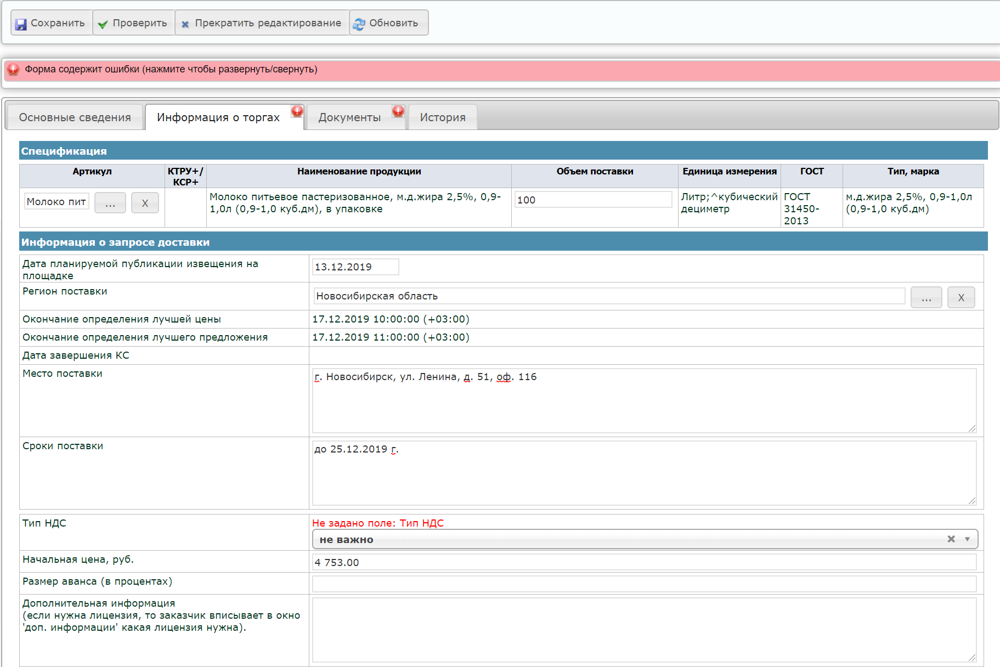 Сохранить Проверить Прекратить редактирование Обновить
Форма содержит ошибки (нажмите чтобы развернуть/свернуть)
Основные сведения Информация о торгах Документы История
Спецификация
Артикул КТРУ+/ Наименование продукции Объем поставки Единица измерения ГОСТ Тип, марка
КСР+
Молоко пит ... X Молоко питьевое пастеризованное, м.д.жира 2,5%, 0,9- 100 Литр;^кубический ГОСТ м.д.жира 2,5%, 0,9-1,0л
1,0л (0,9-1,0 куб.дм), в упаковке дециметр 31450- (0,9-1,0 куб.дм)
2013
Информация о запросе доставки
Дата планируемой публикации извещения на 13.12.2019
площадке
Регион поставки Новосибирская область ... X
Окончание определения лучшей цены 17.12.2019 10:00:00 (+03:00)
Окончание определения лучшего предложения 17.12.2019 11:00:00 (+03:00)
Дата завершения КС
Место поставки г. Новосибирск, ул. Ленина, д. 51, оф. 116
Сроки поставки до 25.12.2019 г.
Тип НДС Не задано поле: Тип НДС
не важно
Начальная цена, руб. 4 753.00
Размер аванса (в процентах)
Дополнительная информация
(если нужна лицензия, то заказчик вписывает в окно
'доп. информации' какая лицензия нужна).